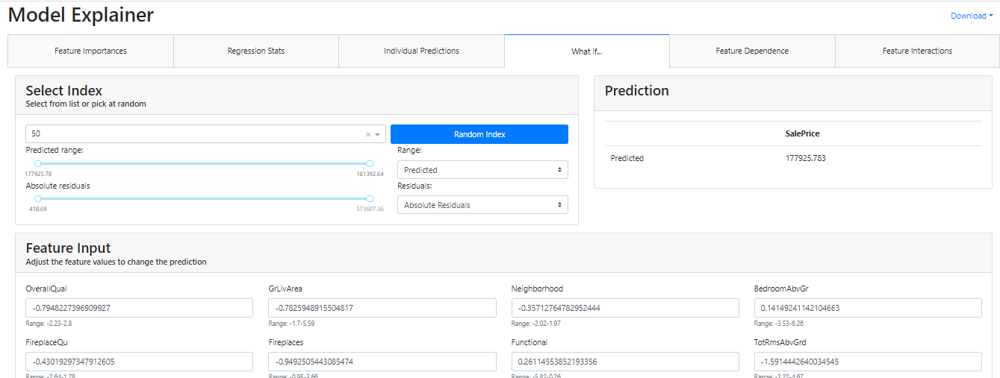 Model Explainer
Download
Feature Importances
Regression Stats
Individual Predictions
What if...
Feature Dependence
Feature Interactions
Select Index
Select from list or pick at random
50
Random Index
Predicted range:
177925.78
181392.64
Range:
Predicted
Absolute residuals
418.69
573607.36
Residuals:
Absolute Residuals
Prediction
SalePrice
Predicted 177925.783
Feature Input
Adjust the feature values to change the prediction
OverallQual GrLivArea Neighborhood BedroomAbvGr
-0.7948227396909927 -0.7825948915504817 -0.35712764782952444 0.14149241142104663
Range: -2.23-2.8 Range: -1.7-5.59 Range: -2.02-1.97 Range: -3.53-6.26
FireplaceQu Fireplaces Functional TotRmsAbvGrd
-0.43019297347912605 -0.9492505443085474 0.26114553852193356 -1.5914442640034545
Range: -2.64-1.78 Range: -0.95-3.66 Range: -5.82-0.26 Range: -2.22-4.67